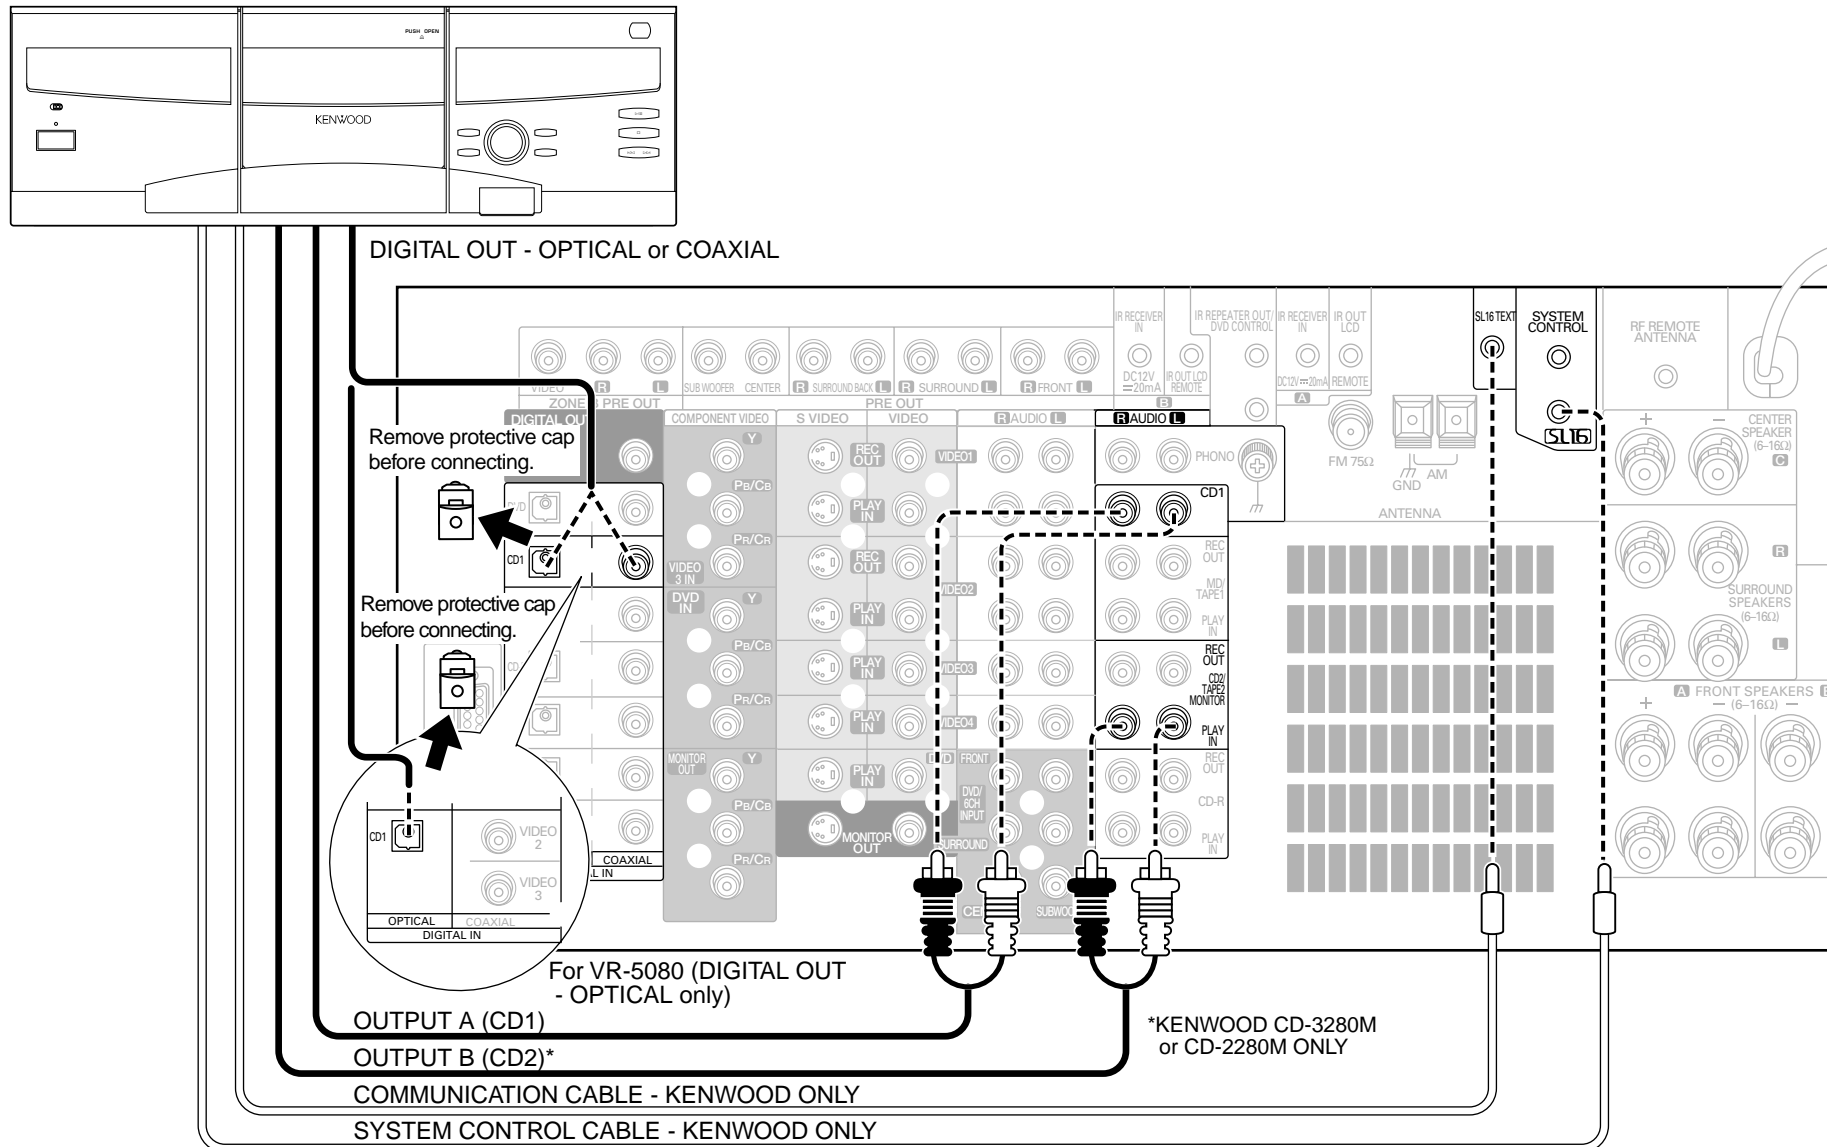 PUSH OPEN
KENWOOD
DIGITAL OUT - OPTICAL or COAXIAL
IR RECEIVER
IN
IR REPEATER OUT/
DVD CONTROL
IR RECEIVER
IN
IR OUT
LCD
SL16 TEXT
SYSTEM
CONTROL
RF REMOTE
ANTENNA
DC12V
20mA
IR OUT LCD
REMOTE
DC12V 20mA
REMOTE
VIDEO
R
L
SUB WOOFER
CENTER
R SURROUND BACK L
R SURROUND L
R FRONT L
ZONE B PRE OUT
PRE OUT
B
A
DIGITAL OUT
COMPONENT VIDEO
S VIDEO
VIDEO
R AUDIO L
R AUDIO L
SL16
+ −
CENTER
SPEAKER
(6–16Ω)
C
Remove protective cap
before connecting.
Y
REC
OUT
VIDEO1
PHONO
FM 75Ω
GND
AM
ANTENNA
PB/CB
PLAY
IN
CD1
PR/CR
VIDEO
3 IN
CD1
REC
OUT
VIDEO2
REC
OUT
MD/
TAPE1
PLAY
IN
R
SURROUND
SPEAKERS
(6–16Ω)
L
Remove protective cap
before connecting.
DVD
IN
Y
PLAY
IN
PB/CB
PLAY
IN
VIDEO3
REC
OUT
CD2/
TAPE2
MONITOR
PLAY
IN
PR/CR
PLAY
IN
VIDEO4
A FRONT SPEAKERS
+ − (6–16Ω) −
MONITOR
OUT
Y
PLAY
IN
DVD
FRONT
REC
OUT
CD-R
PLAY
IN
PB/CB
DVD/
6CH
INPUT
MONITOR
OUT
SURROUND
PR/CR
COAXIAL
L IN
CD1
VIDEO
2
VIDEO
3
OPTICAL
COAXIAL
DIGITAL IN
CE
SUBWOO
For VR-5080 (DIGITAL OUT
- OPTICAL only)
OUTPUT A (CD1)
OUTPUT B (CD2)*
*KENWOOD CD-3280M
or CD-2280M ONLY
COMMUNICATION CABLE - KENWOOD ONLY
SYSTEM CONTROL CABLE - KENWOOD ONLY